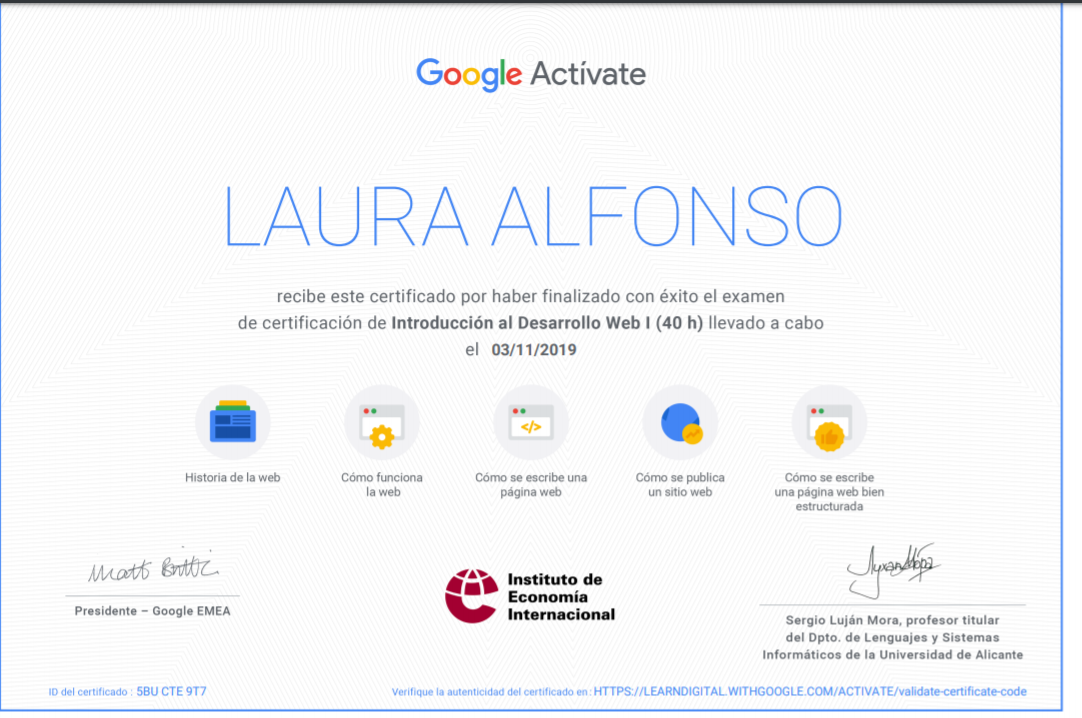 Google Actívate
LAURA ALFONSO
recibe este certificado por haber finalizado con éxito el examen
de certificación de Introducción al Desarrollo Web I (40 h) llevado a cabo
el 03/11/2019
</>
Historia de la web
Cómo funciona
la web
Cómo se escribe una
página web
Cómo se publica
un sitio web
Cómo se escribe
una página web bien
estructurada
Matt Brittin
Presidente – Google EMEA
Instituto de
Economía
Internacional
Sergio Luján Mora, profesor titular
del Dpto. de Lenguajes y Sistemas
Informáticos de la Universidad de Alicante
ID del certificado : 5BU CTE 9T7
Verifique la autenticidad del certificado en : HTTPS://LEARNDIGITAL.WITHGOOGLE.COM/ACTIVATE/validate-certificate-code